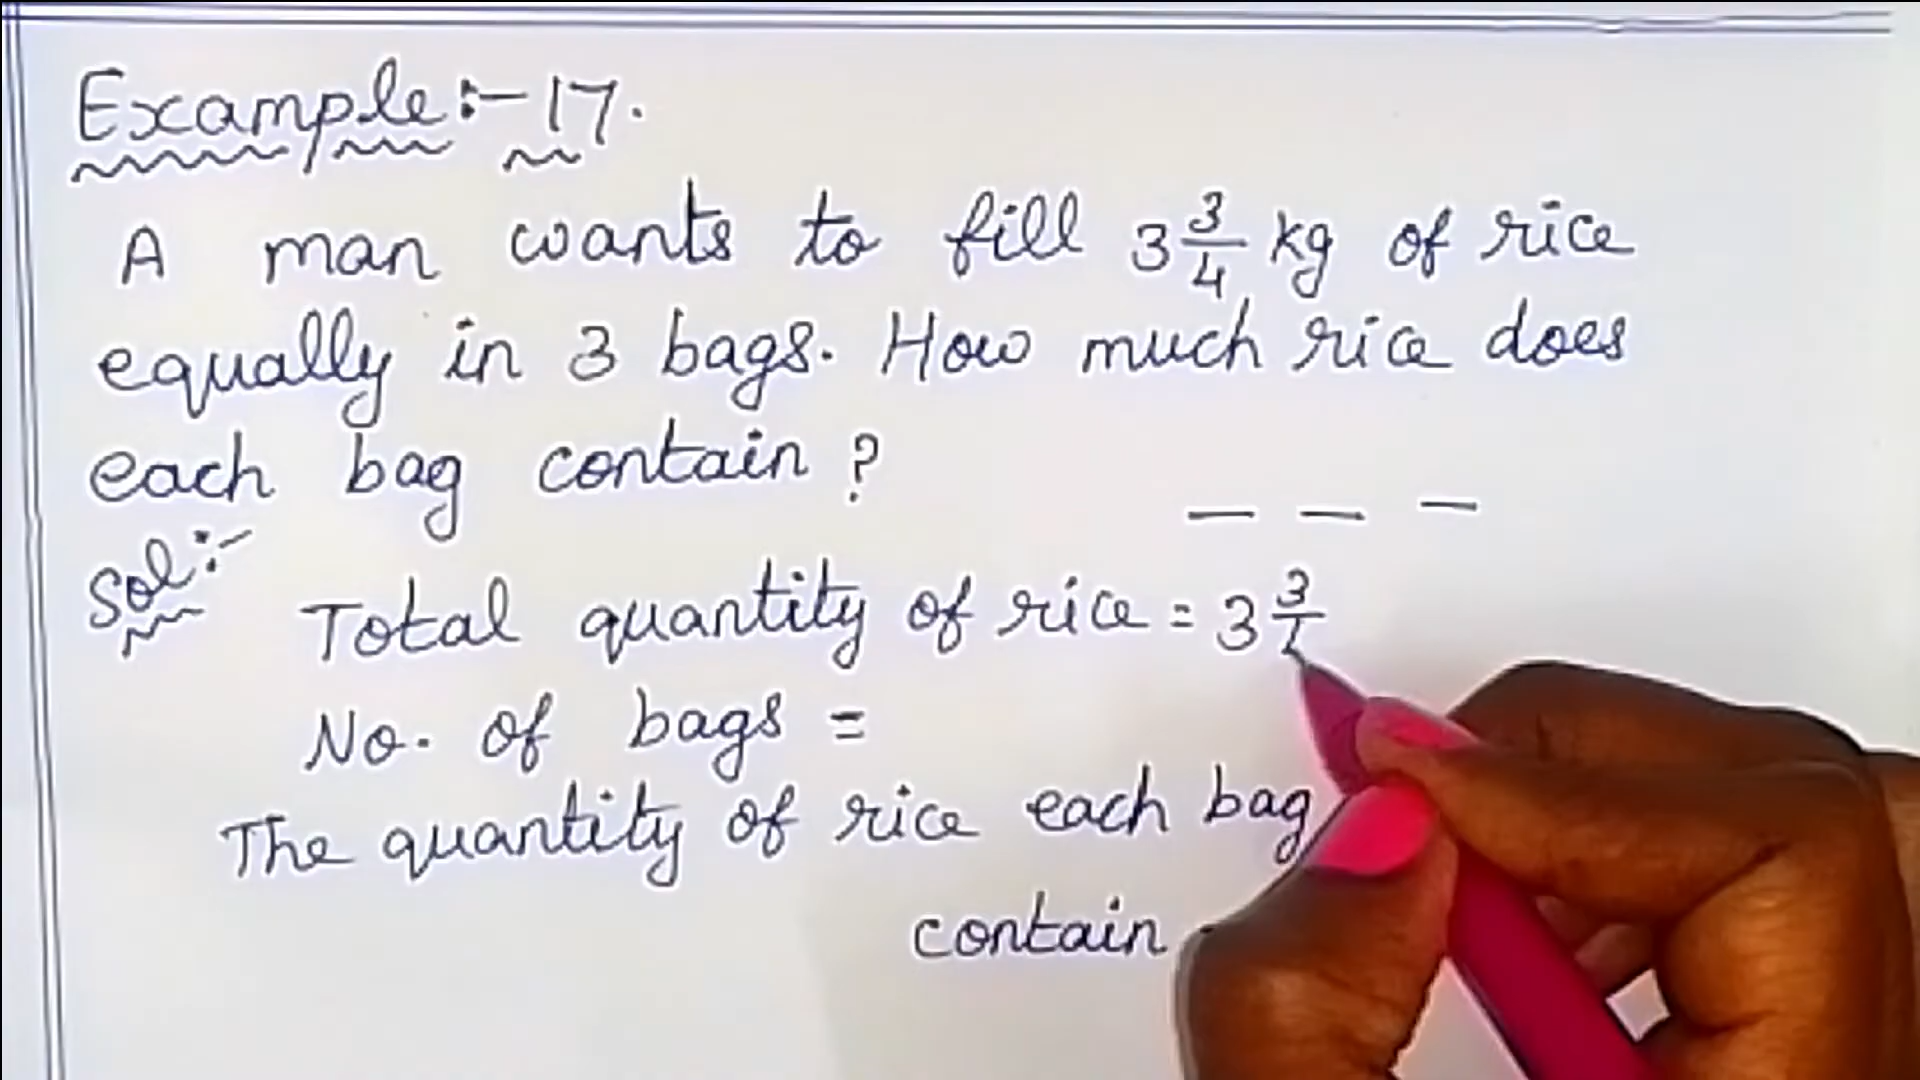 Example:- 17.
A man wants to fill 3 3/4 kg of rice
equally in 3 bags. How much rice does
each bag contain?
Sol:-
Total quantity of rice = 3 3/
No. of bags =
The quantity of rice each bag
contain